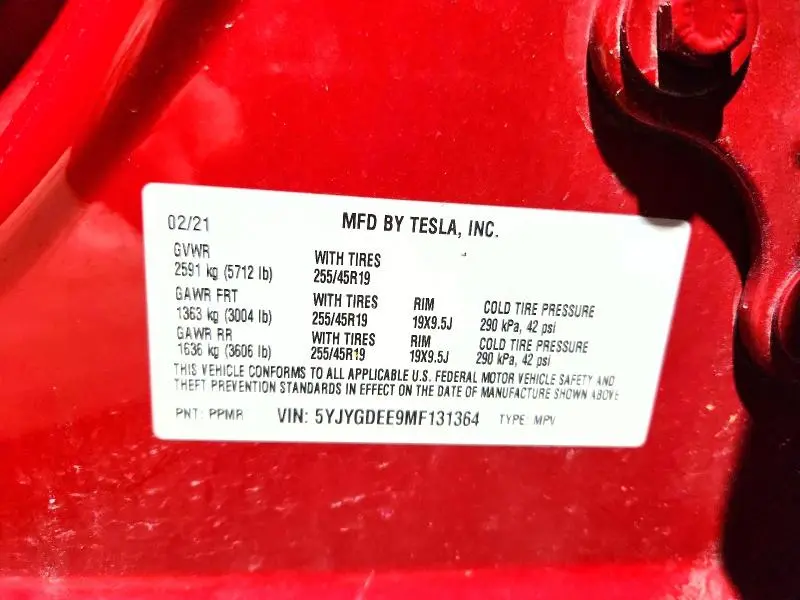 02/21 MFD BY TESLA, INC.
GVWR WITH TIRES
2591 kg (5712 lb) 255/45R19
GAWR FRT WITH TIRES RIM COLD TIRE PRESSURE
1363 kg (3004 lb) 255/45R19 19X9.5J 290 kPa, 42 psi
GAWR RR WITH TIRES RIM COLD TIRE PRESSURE
1636 kg (3606 lb) 255/45R19 19X9.5J 290 kPa, 42 psi
THIS VEHICLE CONFORMS TO ALL APPLICABLE U.S. FEDERAL MOTOR VEHICLE SAFETY AND
THEFT PREVENTION STANDARDS IN EFFECT ON THE DATE OF MANUFACTURE SHOWN ABOVE
PNT: PPMR VIN: 5YJYGDEE9MF131364 TYPE: MPV